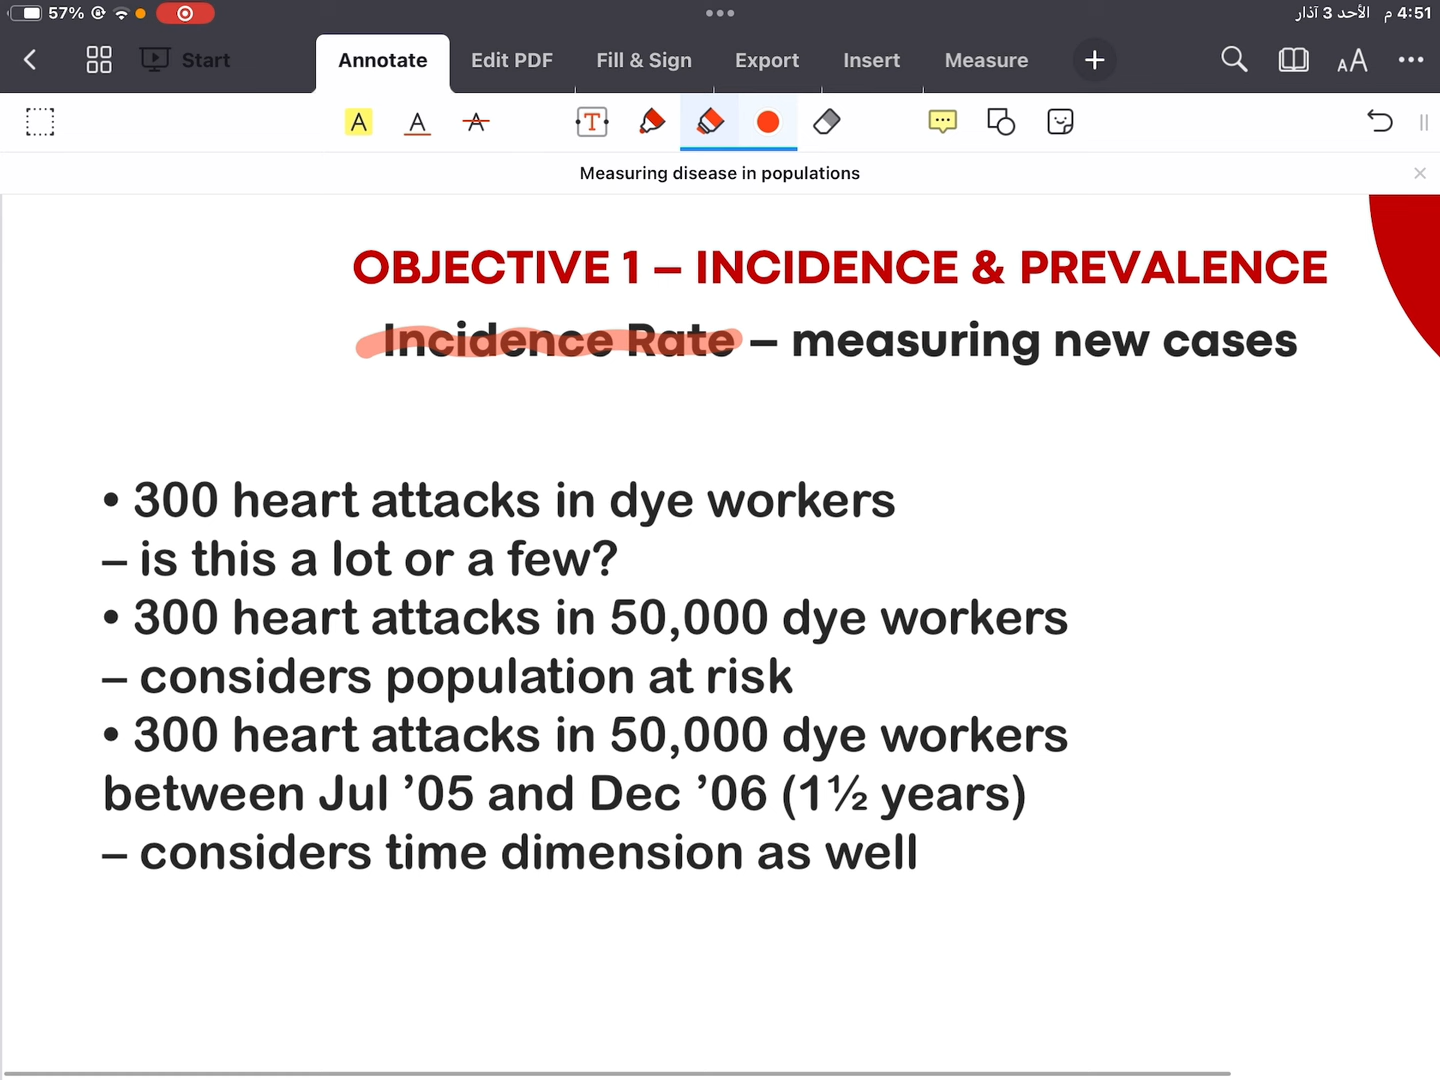 57%
4:51 م الأحد 3 آذار
Start
Annotate
Edit PDF
Fill & Sign
Export
Insert
Measure
Measuring disease in populations
OBJECTIVE 1 – INCIDENCE & PREVALENCE
Incidence Rate – measuring new cases
• 300 heart attacks in dye workers
– is this a lot or a few?
• 300 heart attacks in 50,000 dye workers
– considers population at risk
• 300 heart attacks in 50,000 dye workers
between Jul ’05 and Dec ’06 (1½ years)
– considers time dimension as well